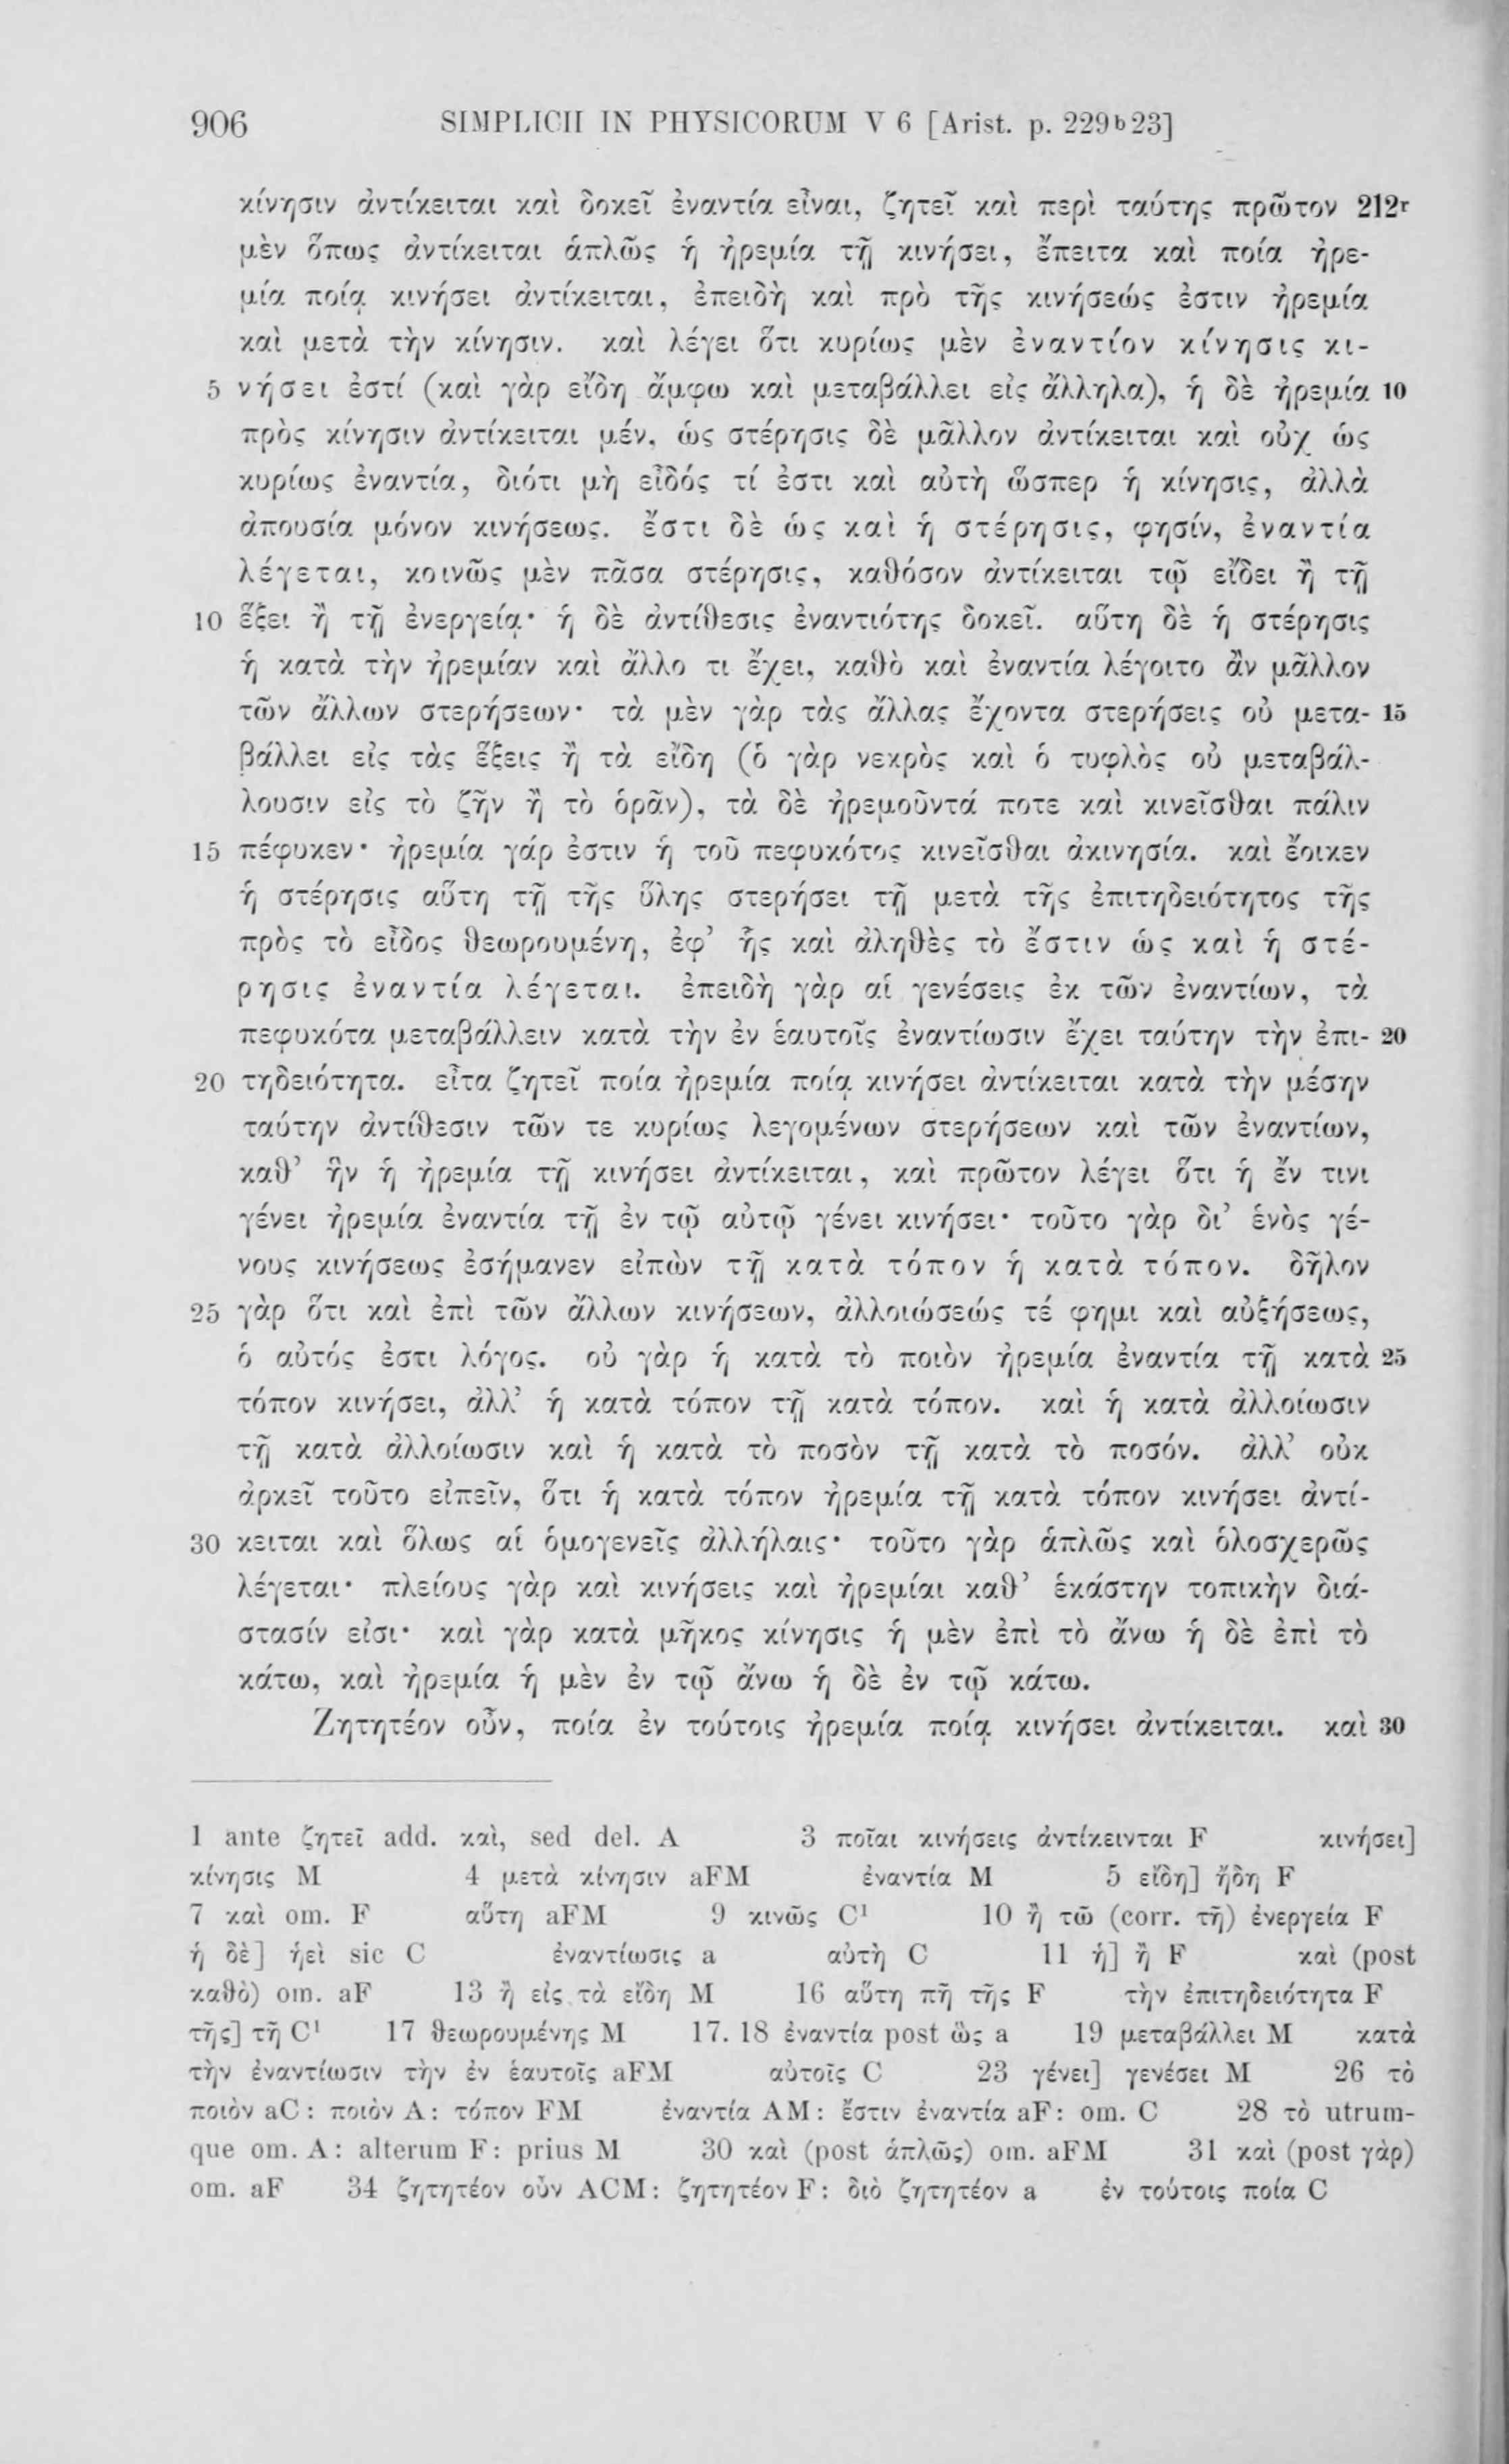 906 SIMPLICII IN PHYSICORUM V 6 [Arist. p. 229b23]
κίνησιν ἀντίκειται καὶ δοκεῖ ἐναντία εἶναι, ζητεῖ καὶ περὶ ταύτης πρῶτον 212r
μὲν ὅπως ἀντίκειται ἁπλῶς ἡ ἠρεμία τῇ κινήσει, ἔπειτα καὶ ποία ἠρε-
μία ποίᾳ κινήσει ἀντίκειται, ἐπειδὴ καὶ πρὸ τῆς κινήσεώς ἐστιν ἠρεμία
καὶ μετὰ τὴν κίνησιν. καὶ λέγει ὅτι κυρίως μὲν ἐναντίον κίνησις κι-
5 νήσει ἐστί (καὶ γὰρ εἴδη ἄμφω καὶ μεταβάλλει εἰς ἄλληλα), ἡ δὲ ἠρεμία 10
πρὸς κίνησιν ἀντίκειται μέν, ὡς στέρησις δὲ μᾶλλον ἀντίκειται καὶ οὐχ ὡς
κυρίως ἐναντία, διότι μὴ εἶδός τί ἐστι καὶ αὐτὴ ὥσπερ ἡ κίνησις, ἀλλὰ
ἀπουσία μόνον κινήσεως. ἔστι δὲ ὡς καὶ ἡ στέρησις, φησίν, ἐναντία
λέγεται, κοινῶς μὲν πᾶσα στέρησις, καθόσον ἀντίκειται τῷ εἴδει ἢ τῇ
10 ἕξει ἢ τῇ ἐνεργείᾳ· ἡ δὲ ἀντίθεσις ἐναντιότης δοκεῖ. αὕτη δὲ ἡ στέρησις
ἡ κατὰ τὴν ἠρεμίαν καὶ ἄλλο τι ἔχει, καθὸ καὶ ἐναντία λέγοιτο ἂν μᾶλλον
τῶν ἄλλων στερήσεων· τὰ μὲν γὰρ τὰς ἄλλας ἔχοντα στερήσεις οὐ μετα- 15
βάλλει εἰς τὰς ἕξεις ἢ τὰ εἴδη (ὁ γὰρ νεκρὸς καὶ ὁ τυφλὸς οὐ μεταβάλ-
λουσιν εἰς τὸ ζῆν ἢ τὸ ὁρᾶν), τὰ δὲ ἠρεμοῦντά ποτε καὶ κινεῖσθαι πάλιν
15 πέφυκεν· ἠρεμία γάρ ἐστιν ἡ τοῦ πεφυκότος κινεῖσθαι ἀκινησία. καὶ ἔοικεν
ἡ στέρησις αὕτη τῇ τῆς ὕλης στερήσει τῇ μετὰ τῆς ἐπιτηδειότητος τῆς
πρὸς τὸ εἶδος θεωρουμένη, ἐφ’ ἧς καὶ ἀληθὲς τὸ ἔστιν ὡς καὶ ἡ στέ-
ρησις ἐναντία λέγεται. ἐπειδὴ γὰρ αἱ γενέσεις ἐκ τῶν ἐναντίων, τὰ
πεφυκότα μεταβάλλειν κατὰ τὴν ἐν ἑαυτοῖς ἐναντίωσιν ἔχει ταύτην τὴν ἐπι- 20
20 τηδειότητα. εἶτα ζητεῖ ποία ἠρεμία ποίᾳ κινήσει ἀντίκειται κατὰ τὴν μέσην
ταύτην ἀντίθεσιν τῶν τε κυρίως λεγομένων στερήσεων καὶ τῶν ἐναντίων,
καθ’ ἣν ἡ ἠρεμία τῇ κινήσει ἀντίκειται, καὶ πρῶτον λέγει ὅτι ἡ ἔν τινι
γένει ἠρεμία ἐναντία τῇ ἐν τῷ αὐτῷ γένει κινήσει· τοῦτο γὰρ δι’ ἑνὸς γέ-
νους κινήσεως ἐσήμανεν εἰπὼν τῇ κατὰ τόπον ἡ κατὰ τόπον. δῆλον
25 γὰρ ὅτι καὶ ἐπὶ τῶν ἄλλων κινήσεων, ἀλλοιώσεώς τέ φημι καὶ αὐξήσεως,
ὁ αὐτός ἐστι λόγος. οὐ γὰρ ἡ κατὰ τὸ ποιὸν ἠρεμία ἐναντία τῇ κατὰ 25
τόπον κινήσει, ἀλλ’ ἡ κατὰ τόπον τῇ κατὰ τόπον. καὶ ἡ κατὰ ἀλλοίωσιν
τῇ κατὰ ἀλλοίωσιν καὶ ἡ κατὰ τὸ ποσὸν τῇ κατὰ τὸ ποσόν. ἀλλ’ οὐκ
ἀρκεῖ τοῦτο εἰπεῖν, ὅτι ἡ κατὰ τόπον ἠρεμία τῇ κατὰ τόπον κινήσει ἀντί-
30 κειται καὶ ὅλως αἱ ὁμογενεῖς ἀλλήλαις· τοῦτο γὰρ ἁπλῶς καὶ ὁλοσχερῶς
λέγεται· πλείους γὰρ καὶ κινήσεις καὶ ἠρεμίαι καθ’ ἑκάστην τοπικὴν διά-
στασίν εἰσι· καὶ γὰρ κατὰ μῆκος κίνησις ἡ μὲν ἐπὶ τὸ ἄνω ἡ δὲ ἐπὶ τὸ
κάτω, καὶ ἠρεμία ἡ μὲν ἐν τῷ ἄνω ἡ δὲ ἐν τῷ κάτω.
Ζητητέον οὖν, ποία ἐν τούτοις ἠρεμία ποίᾳ κινήσει ἀντίκειται. καὶ 30
1 ante ζητεῖ add. καὶ, sed del. A 3 ποῖαι κινήσεις ἀντίκεινται F κινήσει]
κίνησις M 4 μετὰ κίνησιν aFM ἐναντία M 5 εἴδη] ἤδη F
7 καὶ om. F αὕτη aFM 9 κινῶς C¹ 10 ἢ τῶ (corr. τῆ) ἐνεργεία F
ἡ δὲ] ἡεὶ sic C ἐναντίωσις a αὐτὴ C 11 ἡ] ἢ F καὶ (post
καθὸ) om. aF 13 ἢ εἰς τὰ εἴδη M 16 αὕτη πῆ τῆς F τὴν ἐπιτηδειότητα F
τῆς] τῆ C¹ 17 θεωρουμένης M 17. 18 ἐναντία post ὣς a 19 μεταβάλλει M κατὰ
τὴν ἐναντίωσιν τὴν ἐν ἑαυτοῖς aFM αὐτοῖς C 23 γένει] γενέσει M 26 τὸ
ποιὸν aC: ποιὸν A: τόπον FM ἐναντία AM: ἔστιν ἐναντία aF: om. C 28 τὸ utrum-
que om. A: alterum F: prius M 30 καὶ (post ἁπλῶς) om. aFM 31 καὶ (post γὰρ)
om. aF 34 ζητητέον οὖν ACM: ζητητέον F: διὸ ζητητέον a ἐν τούτοις ποία C